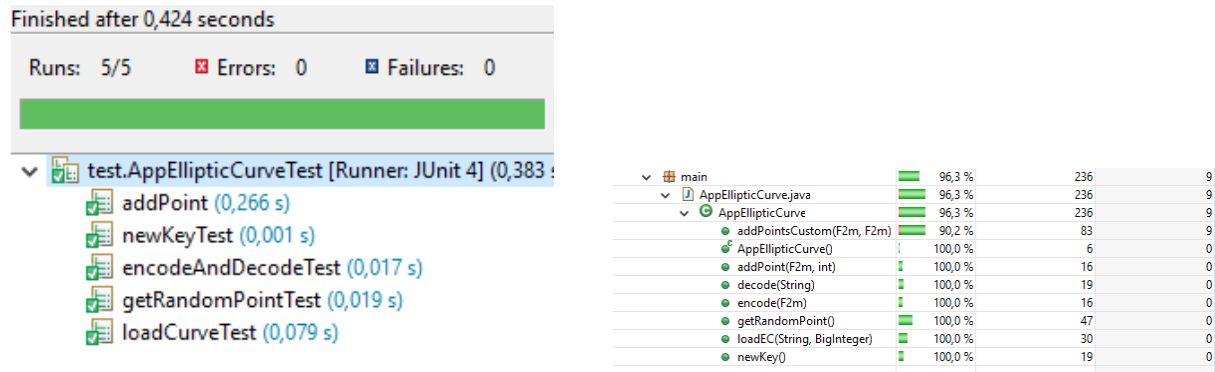 Finished after 0,424 seconds
Runs: 5/5 Errors: 0 Failures: 0
test.AppEllipticCurveTest [Runner: JUnit 4] (0,383 s
addPoint (0,266 s)
newKeyTest (0,001 s)
encodeAndDecodeTest (0,017 s)
getRandomPointTest (0,019 s)
loadCurveTest (0,079 s)
main 96,3 % 236 9
AppEllipticCurve.java 96,3 % 236 9
AppEllipticCurve 96,3 % 236 9
addPointsCustom(F2m, F2m) 90,2 % 83 9
AppEllipticCurve() 100,0 % 6 0
addPoint(F2m, int) 100,0 % 16 0
decode(String) 100,0 % 19 0
encode(F2m) 100,0 % 16 0
getRandomPoint() 100,0 % 47 0
loadEC(String, BigInteger) 100,0 % 30 0
newKey() 100,0 % 19 0